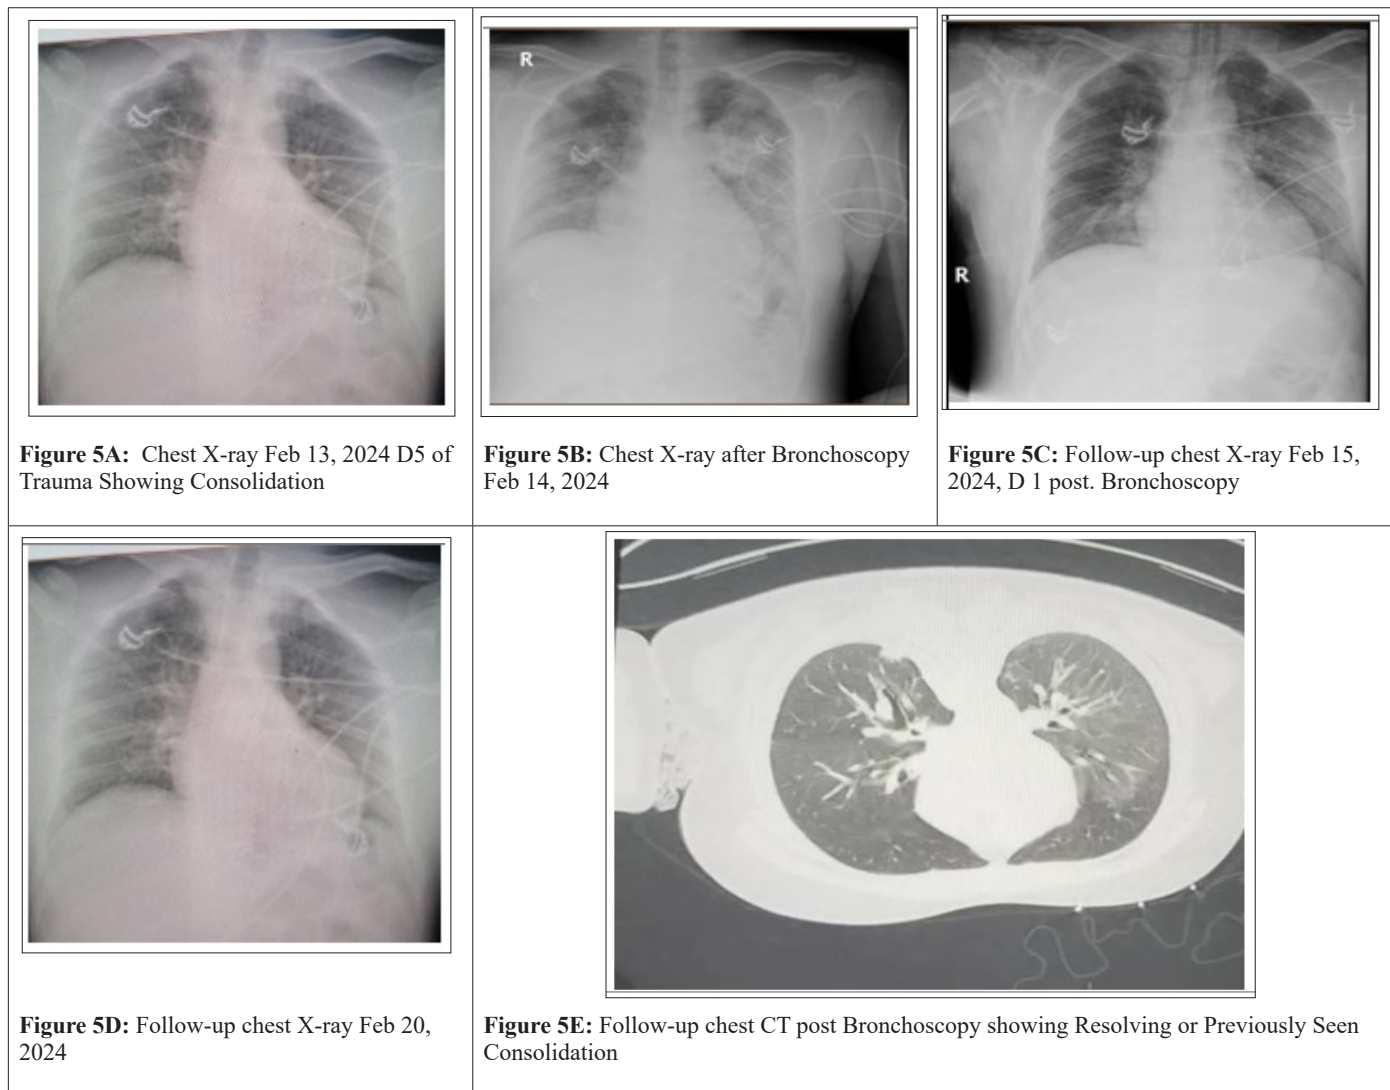 R
R
Figure 5A: Chest X-ray Feb 13, 2024 D5 of
Trauma Showing Consolidation
Figure 5B: Chest X-ray after Bronchoscopy
Feb 14, 2024
Figure 5C: Follow-up chest X-ray Feb 15,
2024, D 1 post. Bronchoscopy
Figure 5D: Follow-up chest X-ray Feb 20,
2024
Figure 5E: Follow-up chest CT post Bronchoscopy showing Resolving or Previously Seen
Consolidation